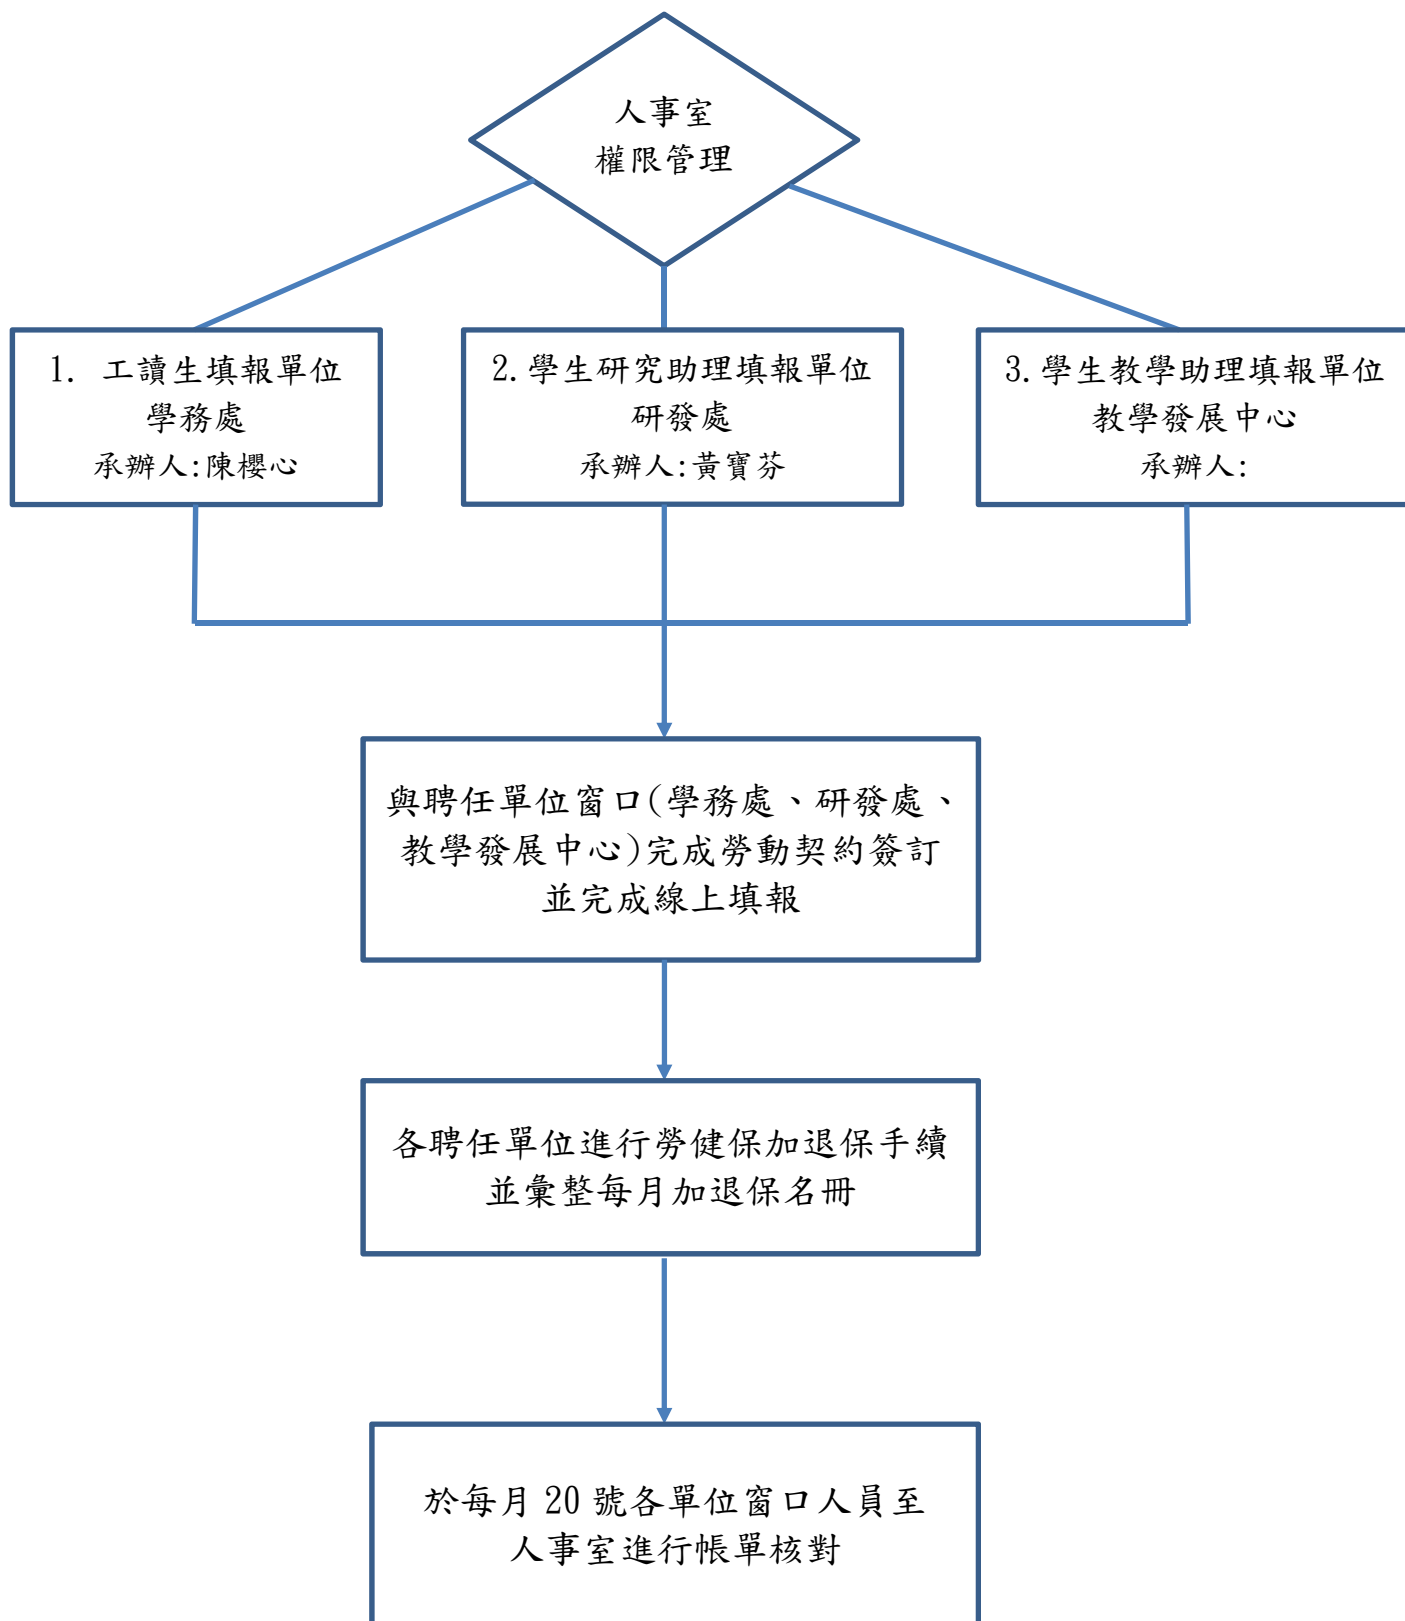 人事室
權限管理
1. 工讀生填報單位
學務處
承辦人:陳櫻心
2.學生研究助理填報單位
研發處
承辦人:黃寶芬
3.學生教學助理填報單位
教學發展中心
承辦人:
與聘任單位窗口(學務處、研發處、
教學發展中心)完成勞動契約簽訂
並完成線上填報
各聘任單位進行勞健保加退保手續
並彙整每月加退保名冊
於每月 20 號各單位窗口人員至
人事室進行帳單核對